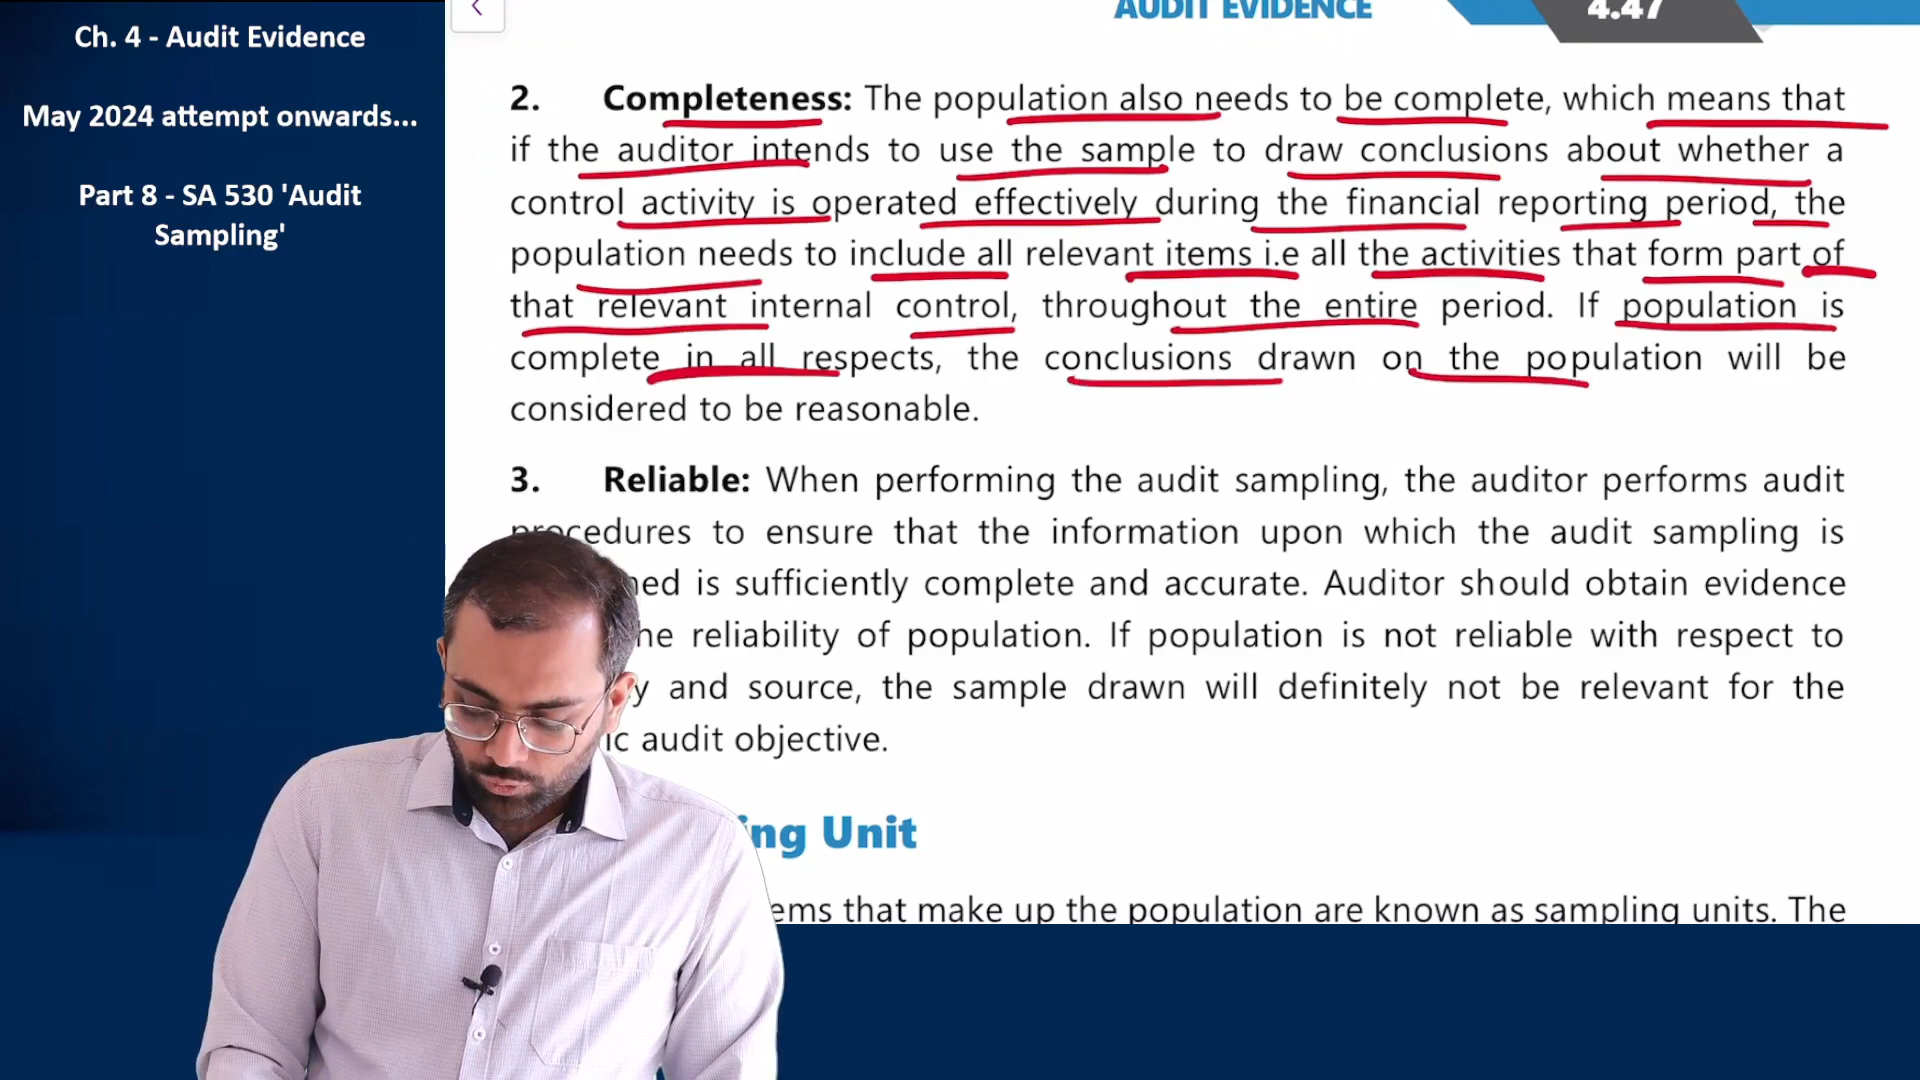 Ch. 4 - Audit Evidence
May 2024 attempt onwards...
Part 8 - SA 530 'Audit
Sampling'
AUDIT EVIDENCE
4.47
2. Completeness: The population also needs to be complete, which means that
if the auditor intends to use the sample to draw conclusions about whether a
control activity is operated effectively during the financial reporting period, the
population needs to include all relevant items i.e all the activities that form part of
that relevant internal control, throughout the entire period. If population is
complete in all respects, the conclusions drawn on the population will be
considered to be reasonable.
3. Reliable: When performing the audit sampling, the auditor performs audit
procedures to ensure that the information upon which the audit sampling is
is sufficiently complete and accurate. Auditor should obtain evidence
reliability of population. If population is not reliable with respect to
and source, the sample drawn will definitely not be relevant for the
audit objective.
Unit
that make up the population are known as sampling units. The